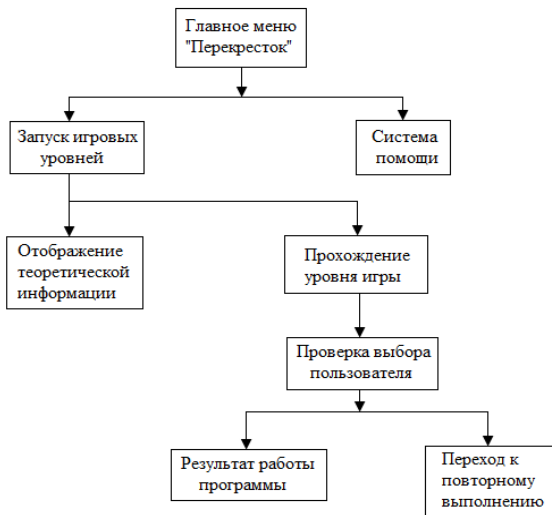 Главное меню
"Перекресток"
Запуск игровых
уровней
Система
помощи
Отображение
теоретической
информации
Прохождение
уровня игры
Проверка выбора
пользователя
Результат работы
программы
Переход к
повторному
выполнению